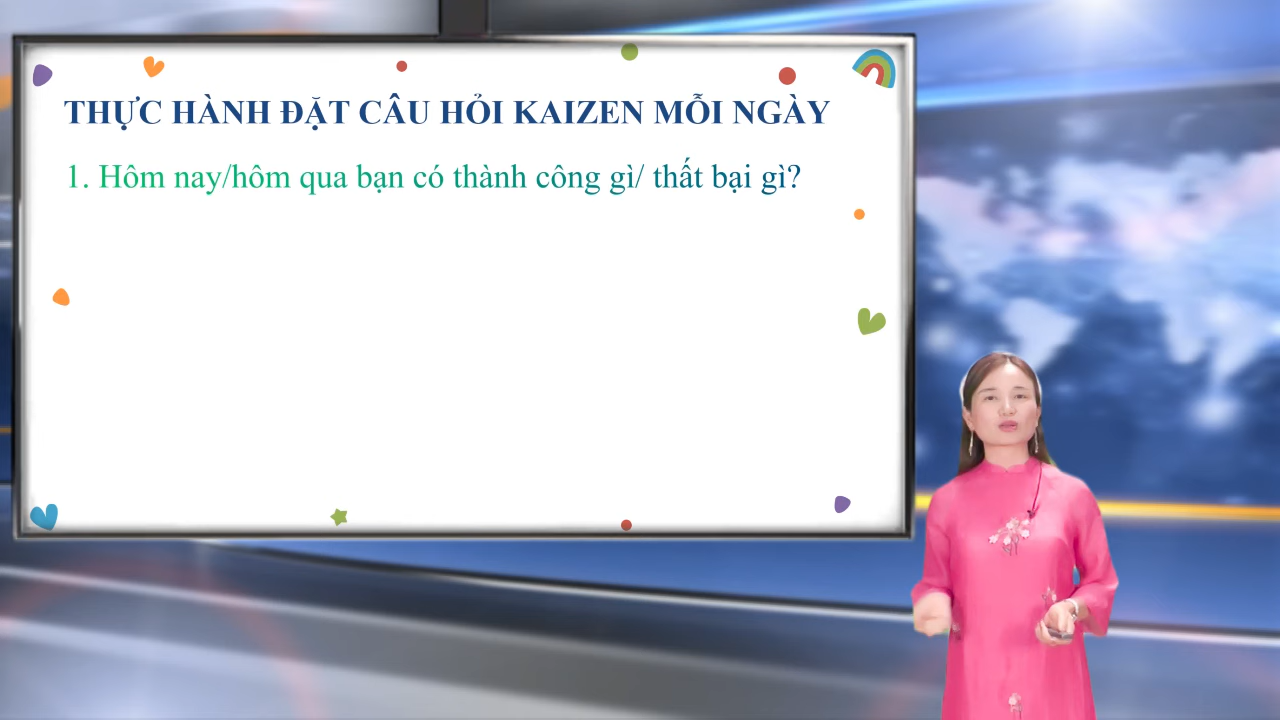 THỰC HÀNH ĐẶT CÂU HỎI KAIZEN MỖI NGÀY
1. Hôm nay/hôm qua bạn có thành công gì/ thất bại gì?